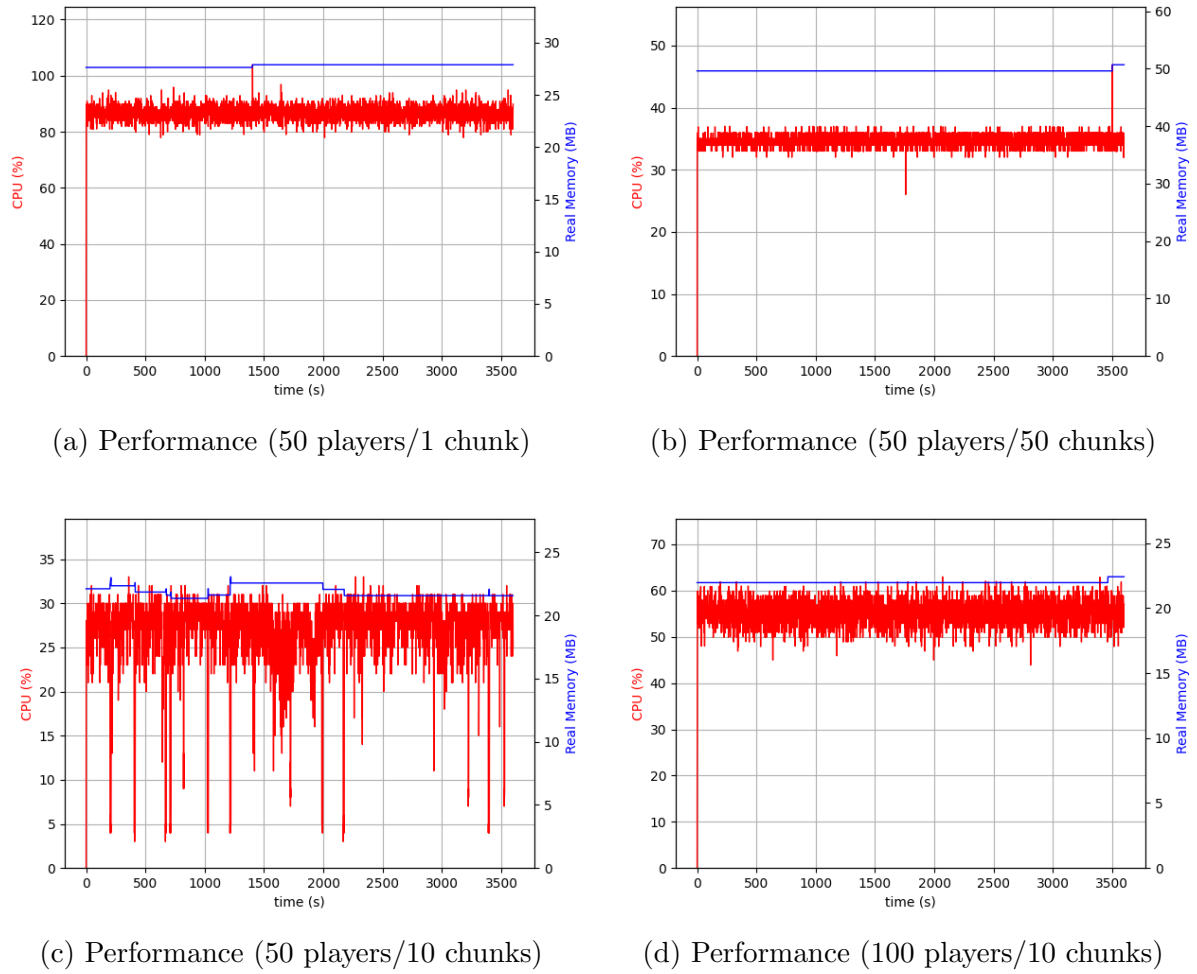 120
100
80
60
40
20
0
CPU (%)
30
25
20
15
10
5
0
Real Memory (MB)
0 500 1000 1500 2000 2500 3000 3500
time (s)
(a) Performance (50 players/1 chunk)
50
40
30
20
10
0
CPU (%)
60
50
40
30
20
10
0
Real Memory (MB)
0 500 1000 1500 2000 2500 3000 3500
time (s)
(b) Performance (50 players/50 chunks)
35
30
25
20
15
10
5
0
CPU (%)
25
20
15
10
5
0
Real Memory (MB)
0 500 1000 1500 2000 2500 3000 3500
time (s)
(c) Performance (50 players/10 chunks)
70
60
50
40
30
20
10
0
CPU (%)
25
20
15
10
5
0
Real Memory (MB)
0 500 1000 1500 2000 2500 3000 3500
time (s)
(d) Performance (100 players/10 chunks)